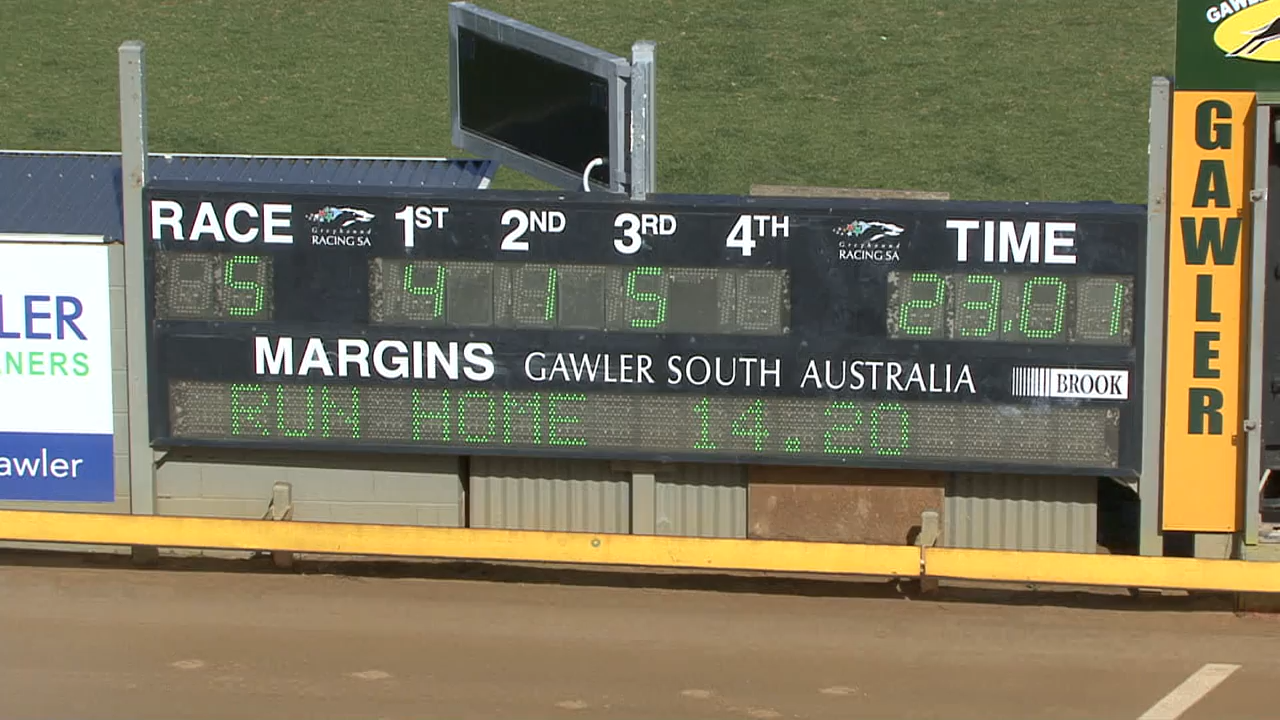 GAWLER
RACE 1ST 2ND 3RD 4TH TIME
Greyhound RACING SA
Greyhound RACING SA
5 4 1 5 23.01
MARGINS GAWLER SOUTH AUSTRALIA BROOK
RUN HOME 14.20
LER
NERS
awler